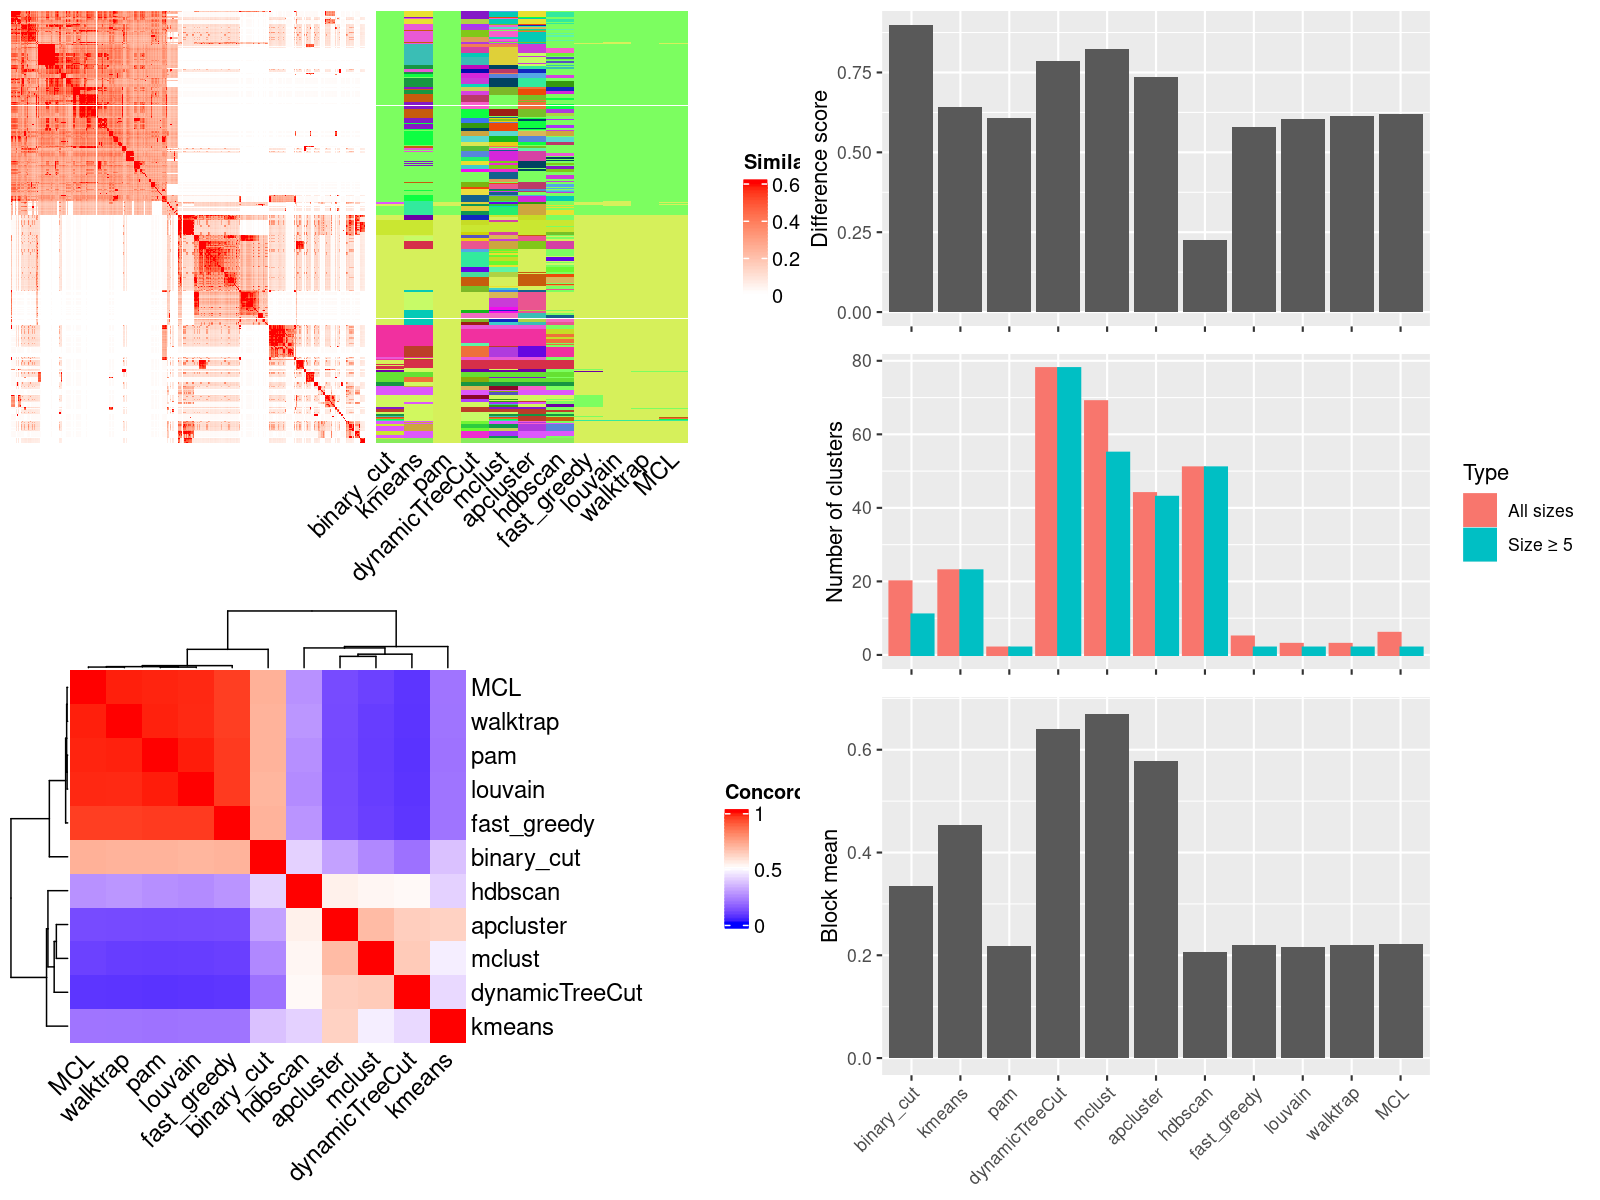 Simila
0.6
0.4
0.2
0
binary_cut
kmeans
pam
dynamicTreeCut
mclust
apcluster
hdbscan
fast_greedy
louvain
walktrap
MCL
MCL
walktrap
pam
louvain
fast_greedy
binary_cut
hdbscan
apcluster
mclust
dynamicTreeCut
kmeans
Concord
1
0.5
0
MCL
walktrap
pam
louvain
fast_greedy
binary_cut
hdbscan
apcluster
mclust
dynamicTreeCut
kmeans
Difference score
0.75
0.50
0.25
0.00
Number of clusters
80
60
40
20
0
Type
All sizes
Size ≥ 5
Block mean
0.6
0.4
0.2
0.0
binary_cut
kmeans
pam
dynamicTreeCut
mclust
apcluster
hdbscan
fast_greedy
louvain
walktrap
MCL